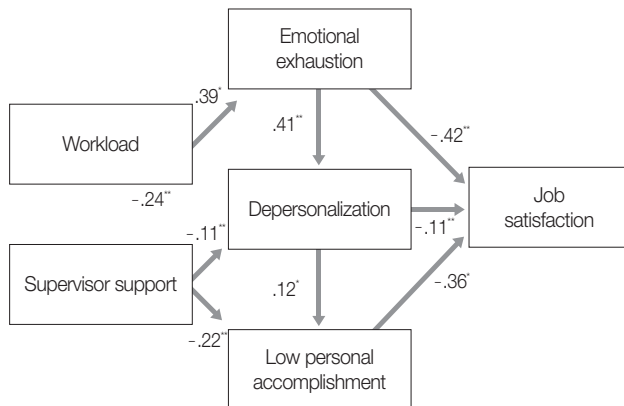 Emotional
exhaustion
.39*
.41**
-.42**
Workload
-.24**
Depersonalization
Job
satisfaction
-.11**
-.11**
Supervisor support
.12*
-.36*
-.22**
Low personal
accomplishment